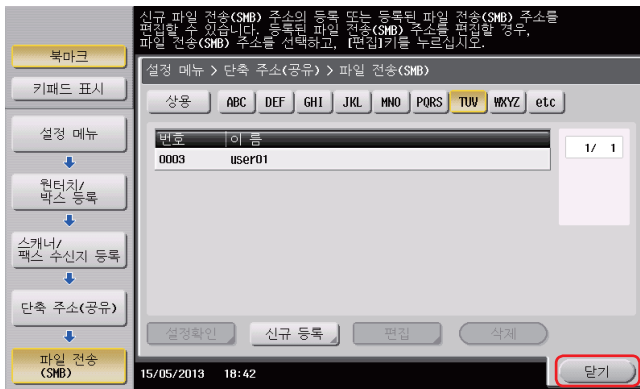 신규 파일 전송(SMB) 주소의 등록 또는 등록된 파일 전송(SMB) 주소를
편집할 수 있습니다. 등록된 파일 전송(SMB) 주소를 편집할 경우,
파일 전송(SMB) 주소를 선택하고, [편집]키를 누르십시오.
북마크
키패드 표시
설정 메뉴
원터치/
박스 등록
스캐너/
팩스 수신지 등록
단축 주소(공유)
파일 전송
(SMB)
설정 메뉴 > 단축 주소(공유) > 파일 전송(SMB)
상용 ABC DEF GHI JKL MNO PQRS TUV WXYZ etc
번호 이 름
0003 user01
1/ 1
설정확인 신규 등록 편집 삭제
15/05/2013 18:42
닫기